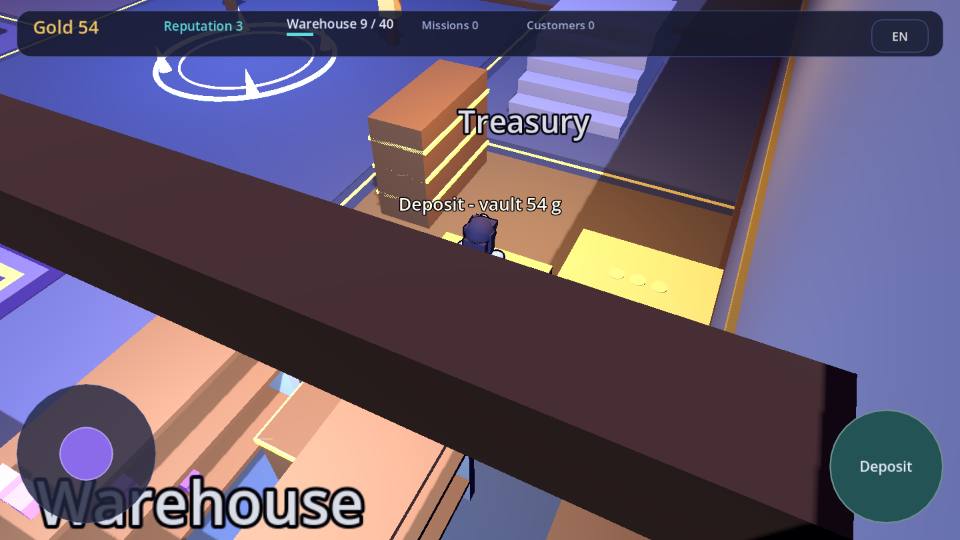 Gold 54
Reputation 3
Warehouse 9 / 40
Missions 0
Customers 0
EN
Treasury
Deposit - vault 54 g
Deposit
Warehouse